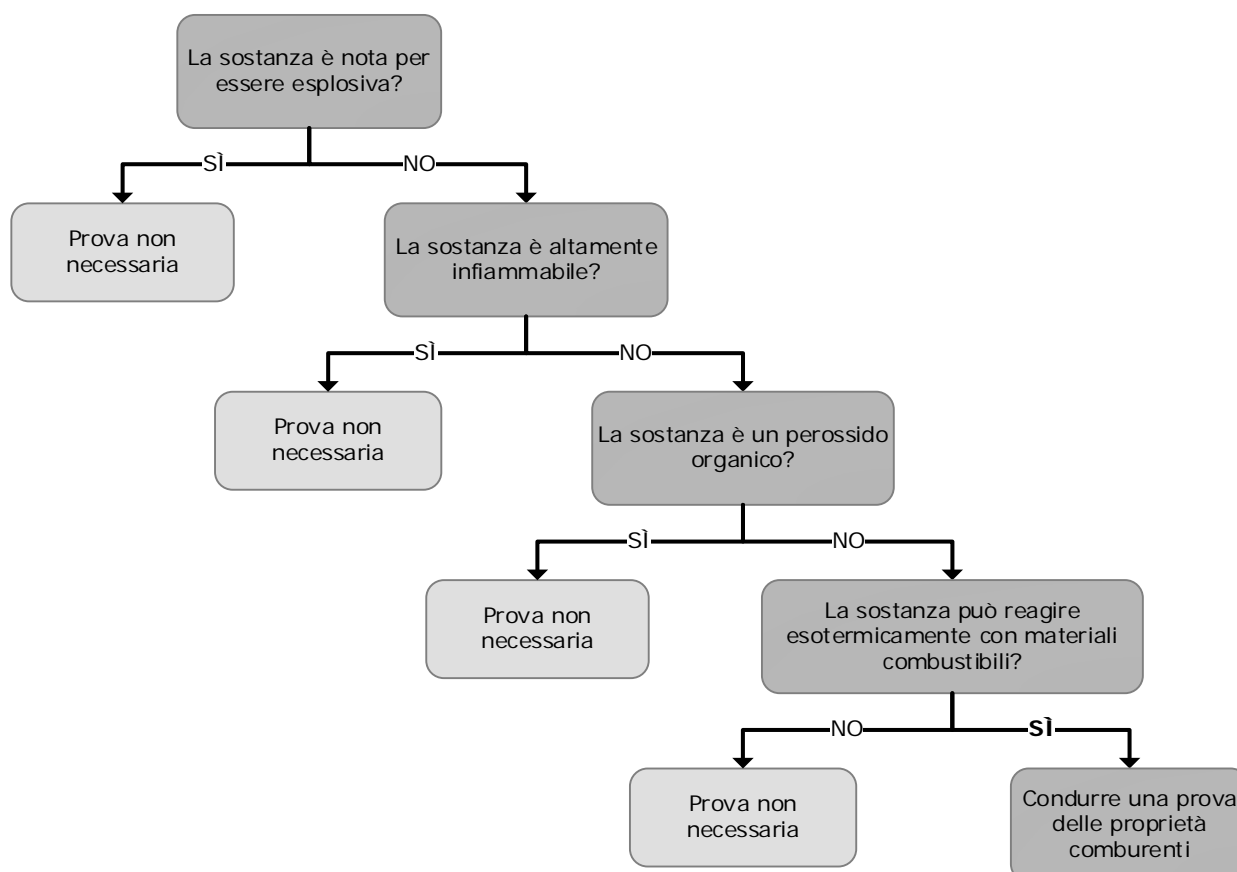 La sostanza è nota per
essere esplosiva?
SÌ
NO
Prova non
necessaria
La sostanza è altamente
infiammabile?
SÌ
NO
Prova non
necessaria
La sostanza è un perossido
organico?
SÌ
NO
Prova non
necessaria
La sostanza può reagire
esotermicamente con materiali
combustibili?
NO
SÌ
Prova non
necessaria
Condurre una prova
delle proprietà
comburenti